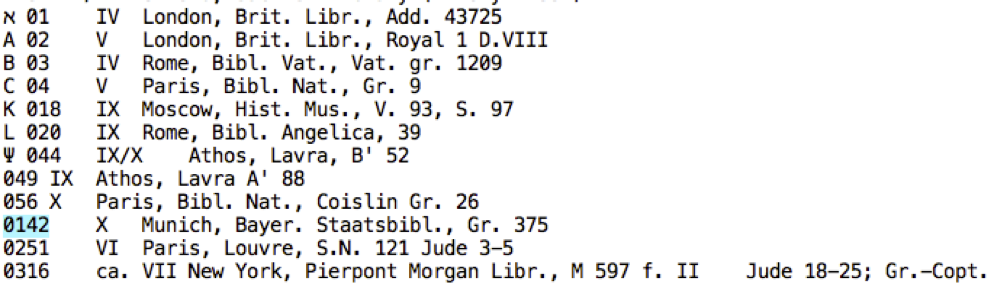 א 01 IV London, Brit. Libr., Add. 43725
A 02 V London, Brit. Libr., Royal 1 D.VIII
B 03 IV Rome, Bibl. Vat., Vat. gr. 1209
C 04 V Paris, Bibl. Nat., Gr. 9
K 018 IX Moscow, Hist. Mus., V. 93, S. 97
L 020 IX Rome, Bibl. Angelica, 39
Ψ 044 IX/X Athos, Lavra, B' 52
049 IX Athos, Lavra A' 88
056 X Paris, Bibl. Nat., Coislin Gr. 26
0142 X Munich, Bayer. Staatsbibl., Gr. 375
0251 VI Paris, Louvre, S.N. 121 Jude 3–5
0316 ca. VII New York, Pierpont Morgan Libr., M 597 f. II Jude 18–25; Gr.–Copt.